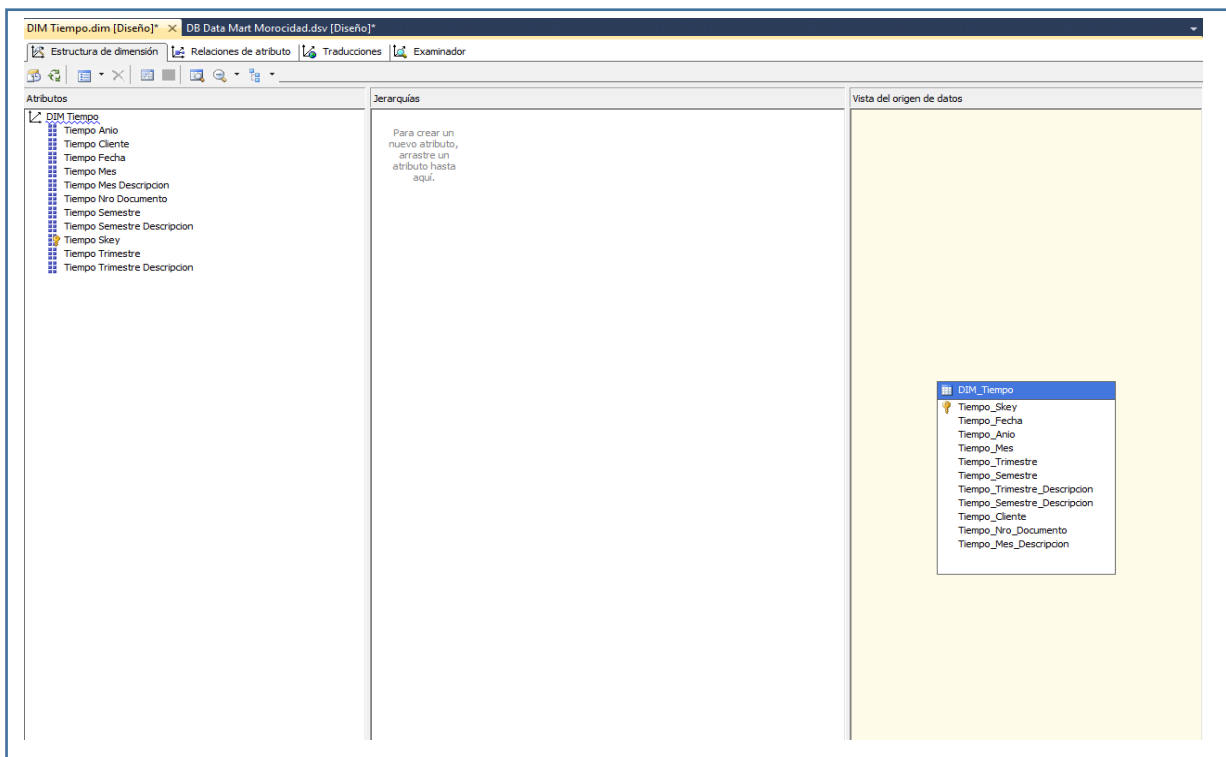 DIM Tiempo.dim [Diseño]* DB Data Mart Morocidad.dsv [Diseño]*
Estructura de dimensión Relaciones de atributo Traducciones Examinador
Atributos
DIM Tiempo
Tiempo Anio
Tiempo Cliente
Tiempo Fecha
Tiempo Mes
Tiempo Mes Descripcion
Tiempo Nro Documento
Tiempo Semestre
Tiempo Semestre Descripcion
Tiempo Skey
Tiempo Trimestre
Tiempo Trimestre Descripcion
Jerarquías
Para crear un
nuevo atributo,
arrastre un
atributo hasta
aquí.
Vista del origen de datos
DIM_Tiempo
Tiempo_Skey
Tiempo_Fecha
Tiempo_Anio
Tiempo_Mes
Tiempo_Trimestre
Tiempo_Semestre
Tiempo_Trimestre_Descripcion
Tiempo_Semestre_Descripcion
Tiempo_Cliente
Tiempo_Nro_Documento
Tiempo_Mes_Descripcion